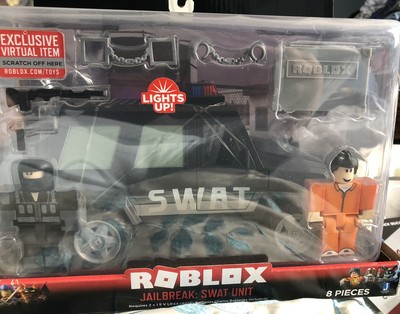 EXCLUSIVE
VIRTUAL ITEM
SCRATCH OFF HERE
ROBLOX.COM/TOYS
ROBLOX
LIGHTS
UP!
SWAT
ROBLOX
JAILBREAK: SWAT UNIT
8 PIECES